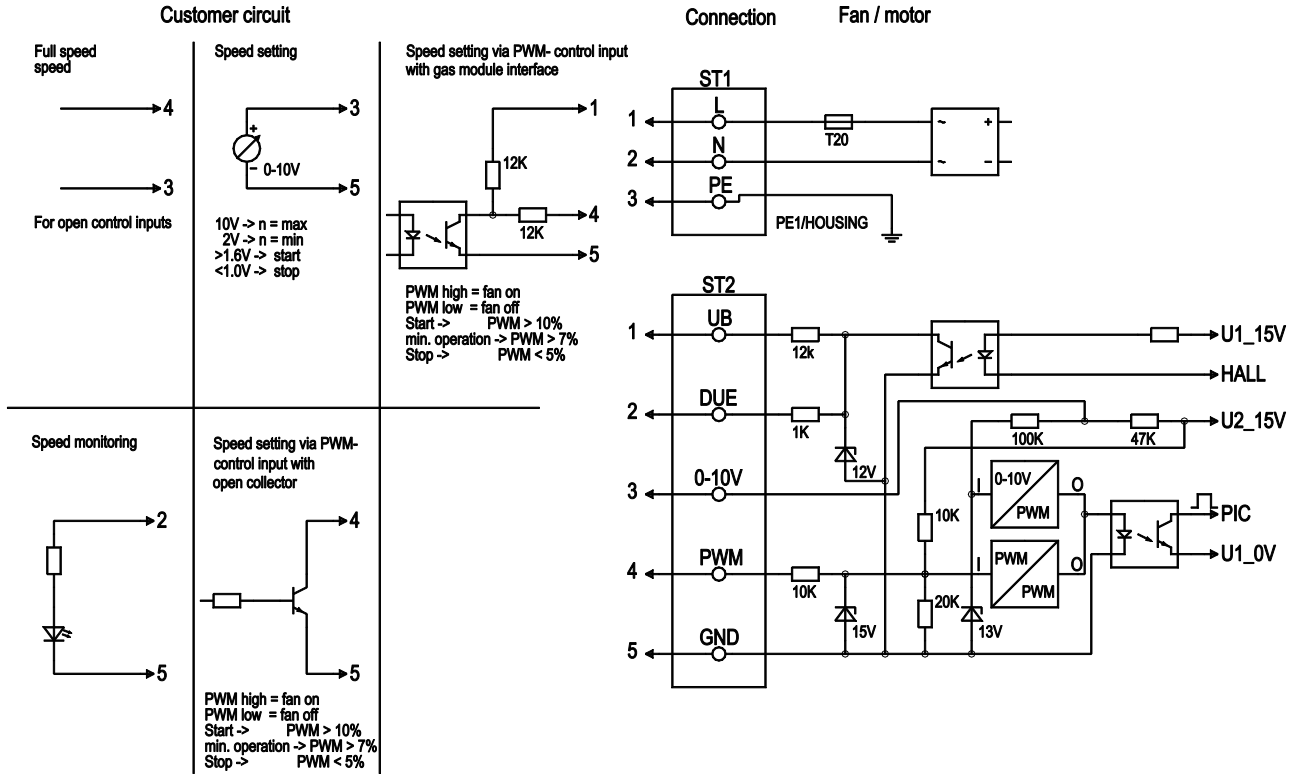 Customer circuit
Connection
Fan / motor
Full speed
speed
4
3
For open control inputs
Speed setting
3
+
-
0-10V
5
10V -> n = max
2V -> n = min
>1.6V -> start
<1.0V -> stop
Speed setting via PWM- control input
with gas module interface
1
12K
4
12K
5
PWM high = fan on
PWM low = fan off
Start -> PWM > 10%
min. operation -> PWM > 7%
Stop -> PWM < 5%
Speed monitoring
2
5
Speed setting via PWM-
control input with
open collector
4
5
PWM high = fan on
PWM low = fan off
Start -> PWM > 10%
min. operation -> PWM > 7%
Stop -> PWM < 5%
ST1
1
L
T20
~ +
2
N
~ -
3
PE
PE1/HOUSING
ST2
1
UB
12k
U1_15V
HALL
2
DUE
1K
100K
47K
U2_15V
12V
3
0-10V
I
0-10V
PWM
O
10K
PIC
4
PWM
10K
I
PWM
PWM
O
U1_0V
20K
15V
13V
5
GND